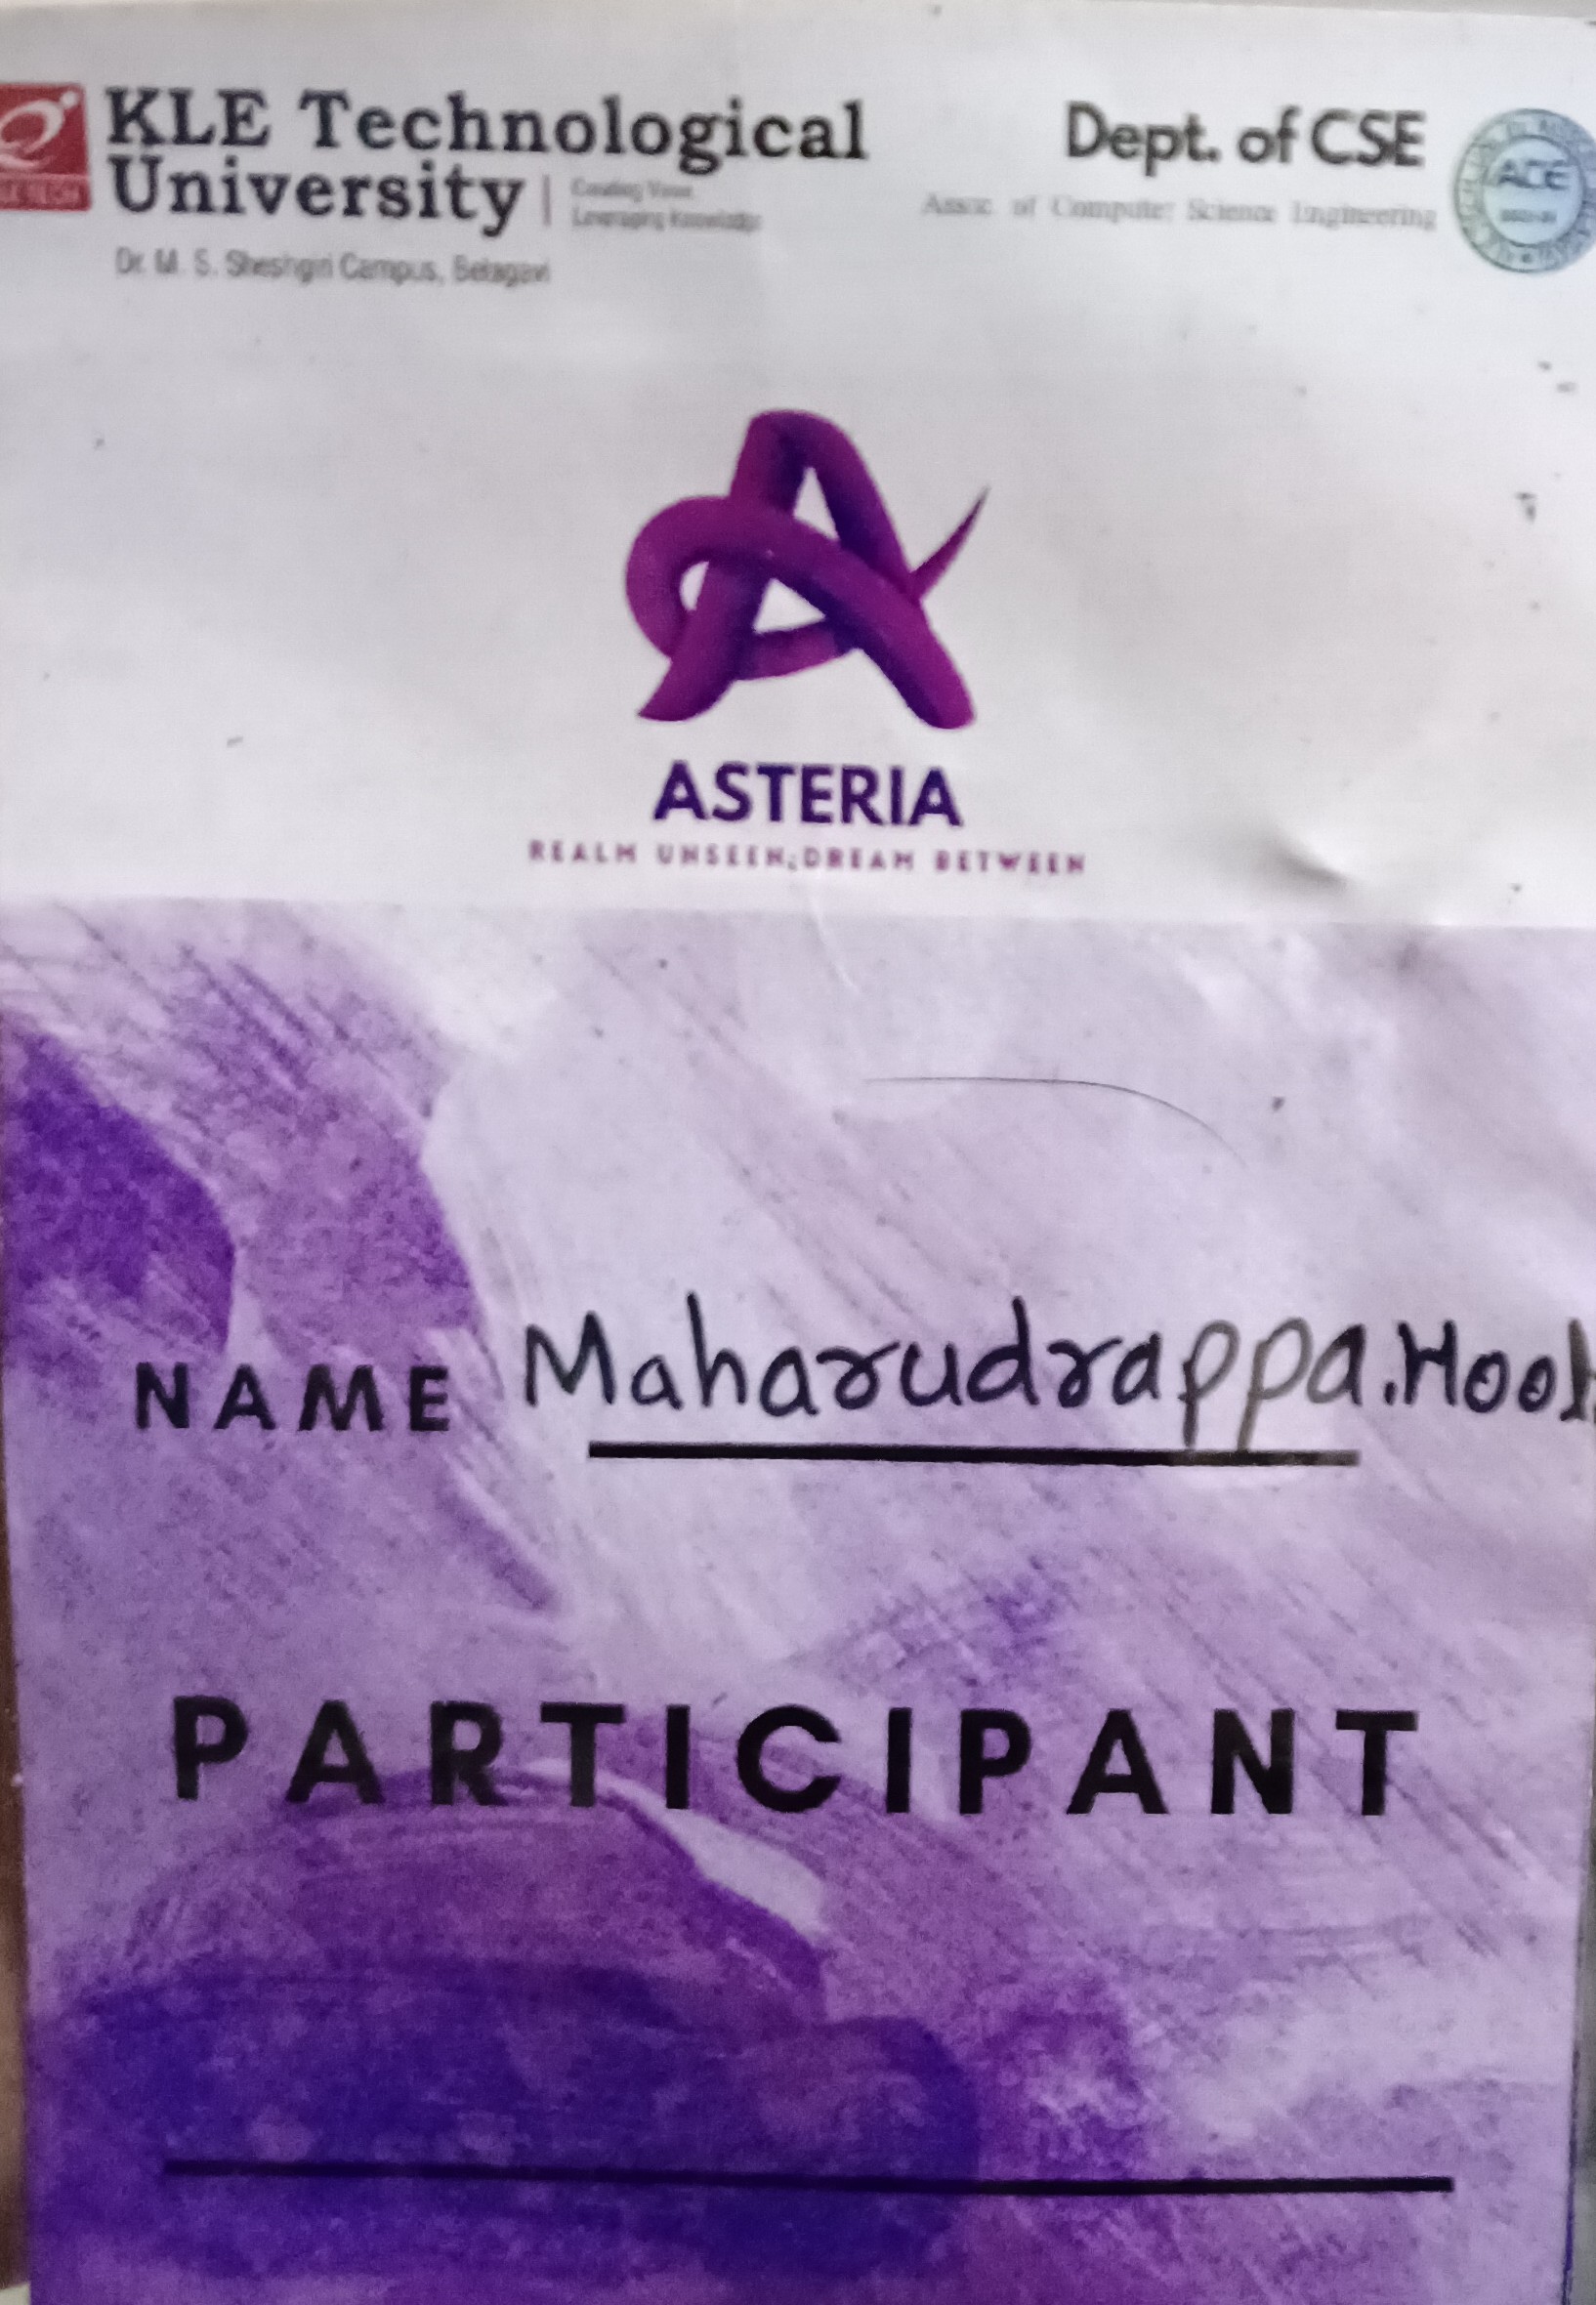 KLE Technological
University
Creating Value
Leveraging Knowledge
Dr. M. S. Sheshgiri Campus, Belagavi
Dept. of CSE
Assoc. of Computer Science Engineering
ACE
ASTERIA
REALM UNSEEN;DREAM BETWEEN
NAME Maharudrappa.Hool
PARTICIPANT